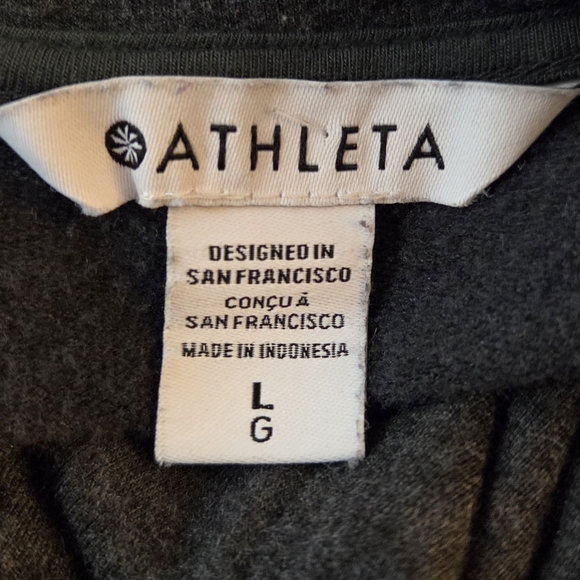 ATHLETA
DESIGNED IN
SAN FRANCISCO
CONÇU À
SAN FRANCISCO
MADE IN INDONESIA
L
G